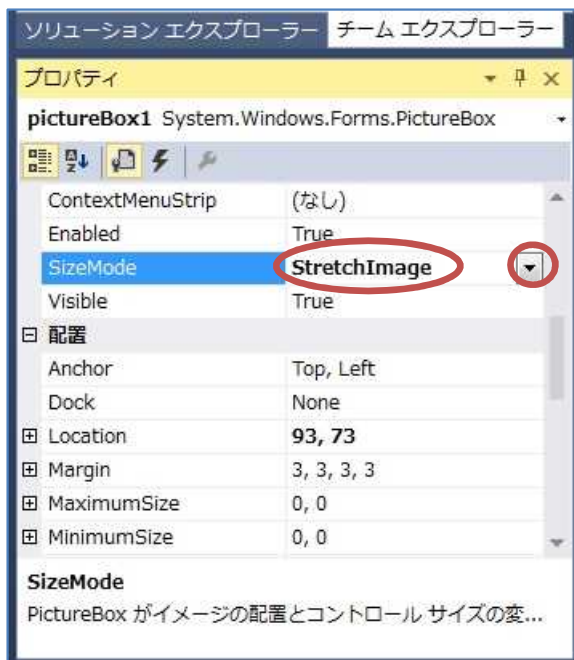 ソリューション エクスプローラー チーム エクスプローラー
プロパティ
pictureBox1 System.Windows.Forms.PictureBox
ContextMenuStrip (なし)
Enabled True
SizeMode StretchImage
Visible True
配置
Anchor Top, Left
Dock None
Location 93, 73
Margin 3, 3, 3, 3
MaximumSize 0, 0
MinimumSize 0, 0
SizeMode
PictureBox がイメージの配置とコントロール サイズの変...